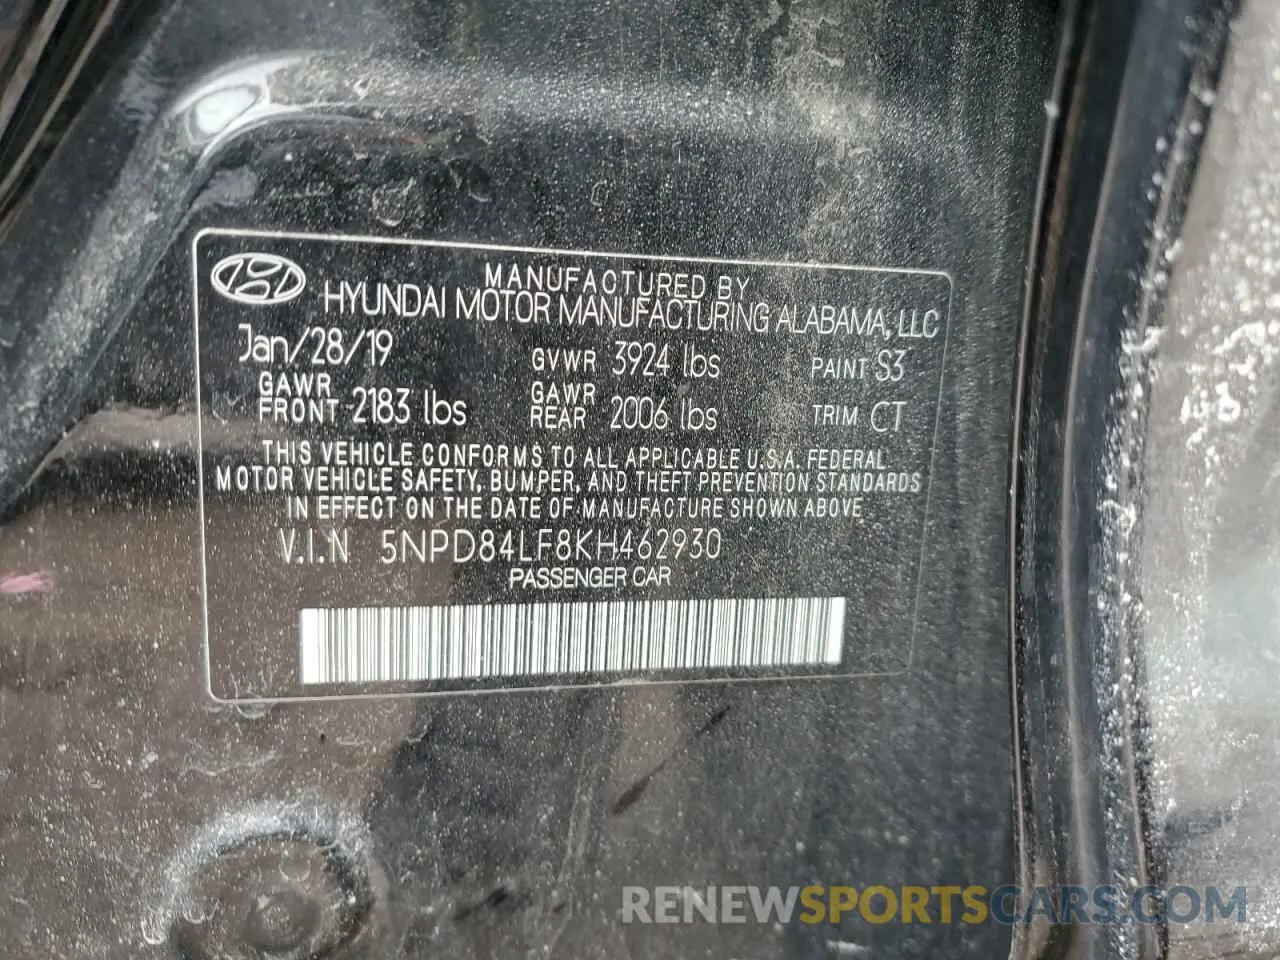 MANUFACTURED BY
HYUNDAI MOTOR MANUFACTURING ALABAMA, LLC
Jan/28/19 GVWR 3924 lbs PAINT S3
GAWR FRONT 2183 lbs GAWR REAR 2006 lbs TRIM CT
THIS VEHICLE CONFORMS TO ALL APPLICABLE U.S.A. FEDERAL
MOTOR VEHICLE SAFETY, BUMPER, AND THEFT PREVENTION STANDARDS
IN EFFECT ON THE DATE OF MANUFACTURE SHOWN ABOVE
V.I.N 5NPD84LF8KH462930
PASSENGER CAR
RENEWSPORTSCARS.COM